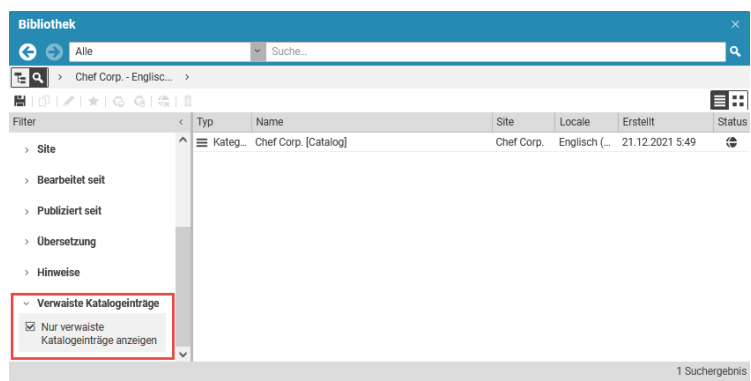 Bibliothek
Alle
Suche...
Chef Corp. - Englisc...
Filter
Typ Name Site Locale Erstellt Status
Kateg... Chef Corp. [Catalog] Chef Corp. Englisch (... 21.12.2021 5:49
Site
Bearbeitet seit
Publiziert seit
Übersetzung
Hinweise
Verwaiste Katalogeinträge
Nur verwaiste
Katalogeinträge anzeigen
1 Suchergebnis